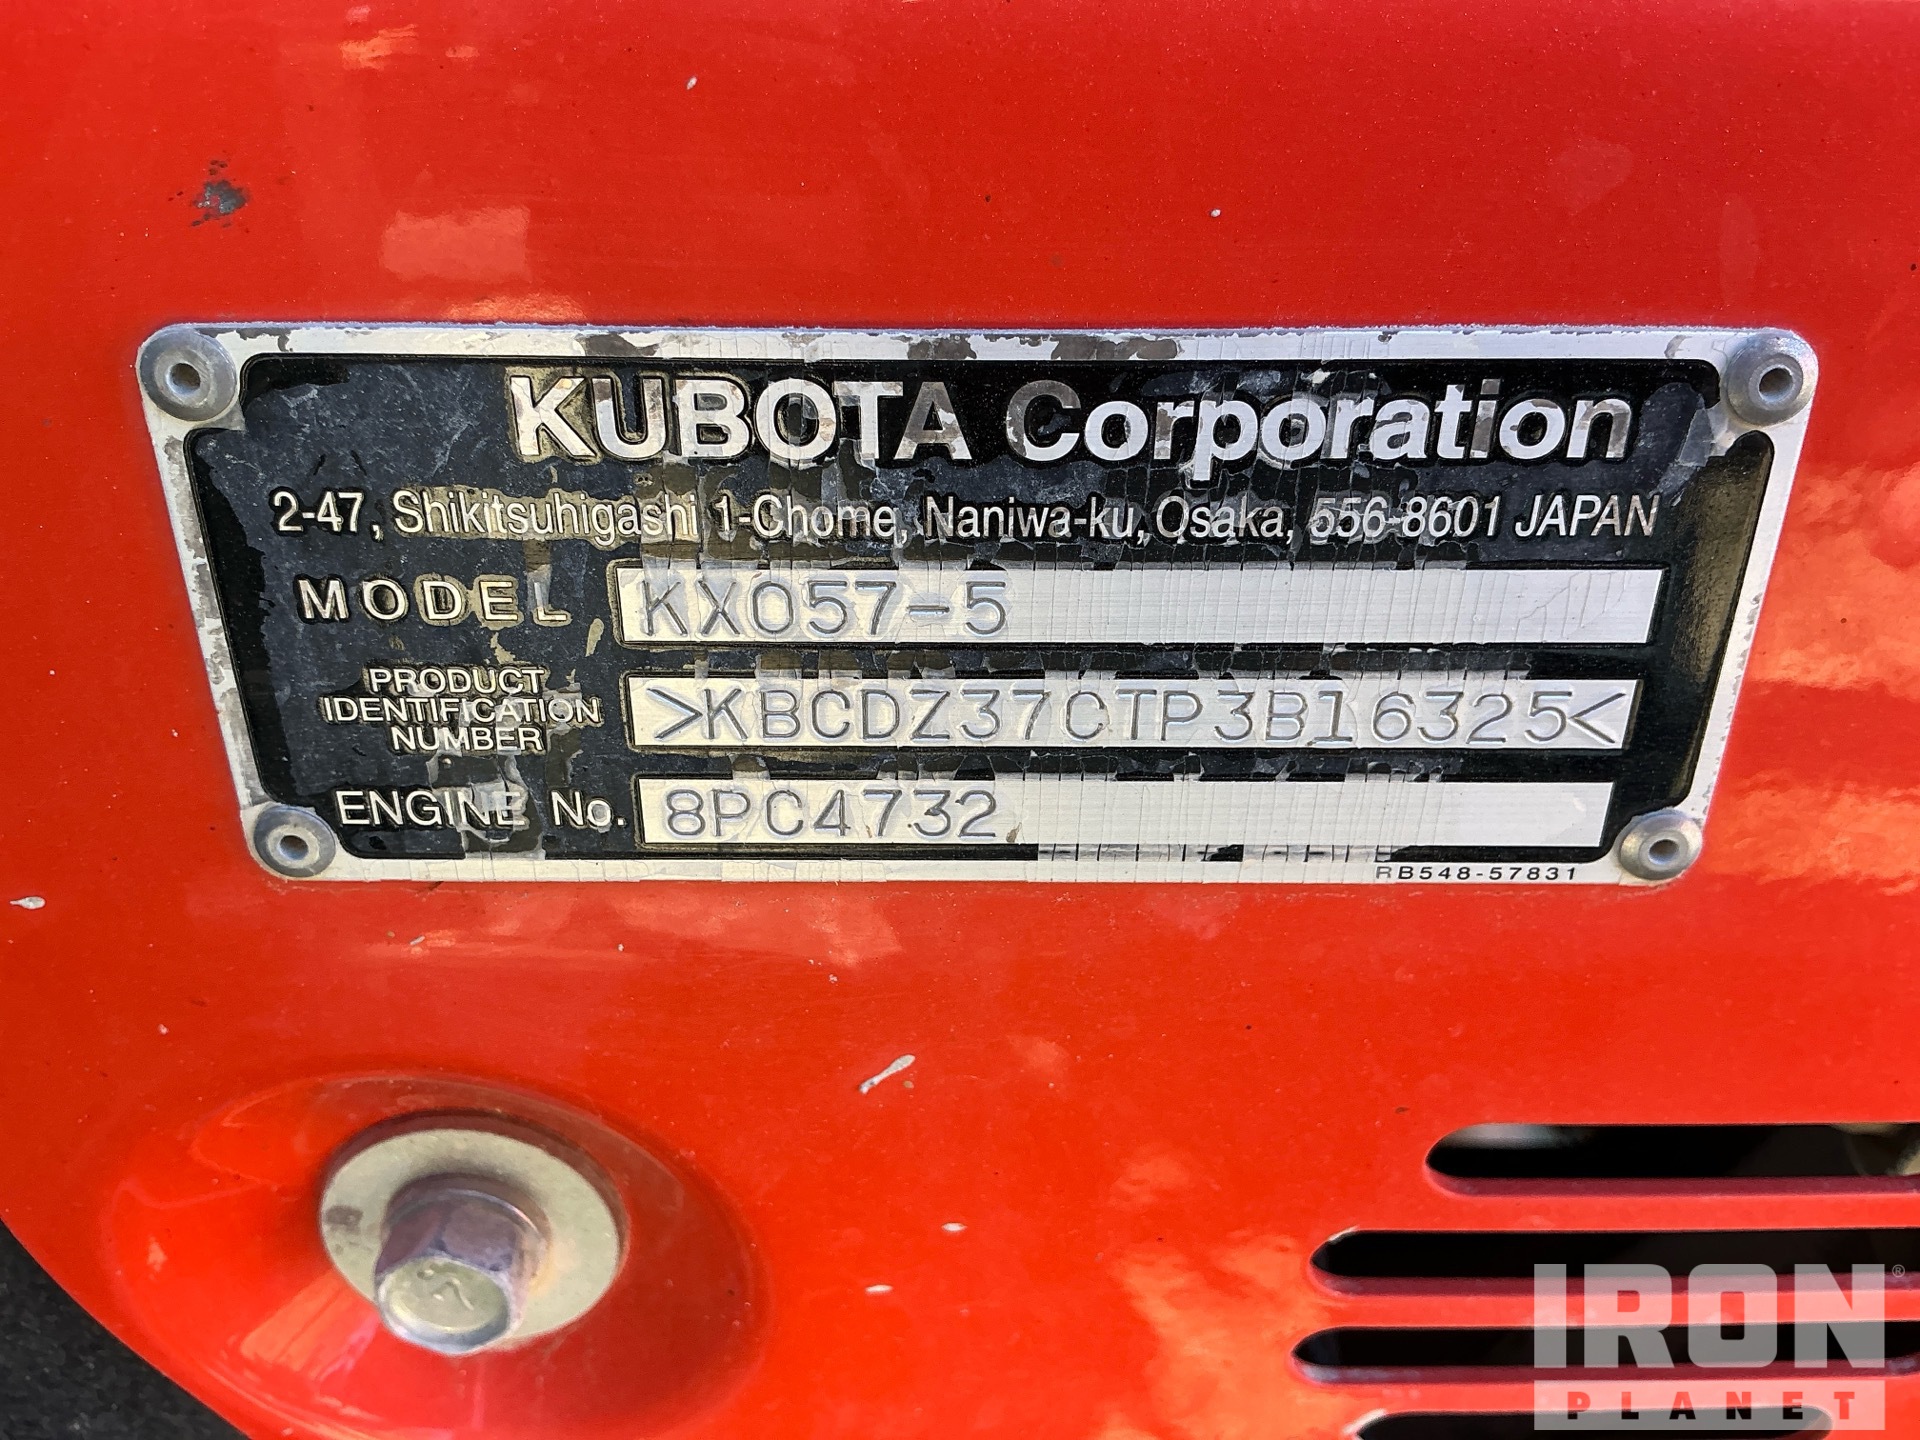 KUBOTA Corporation
2-47, Shikitsuhigashi 1-Chome, Naniwa-ku, Osaka, 556-8601 JAPAN
MODEL KX057-5
PRODUCT
IDENTIFICATION
NUMBER
>KBCDZ37CTP3B16325<
ENGINE No. 8PC4732
RB548-57831
7
IRON®
PLANET